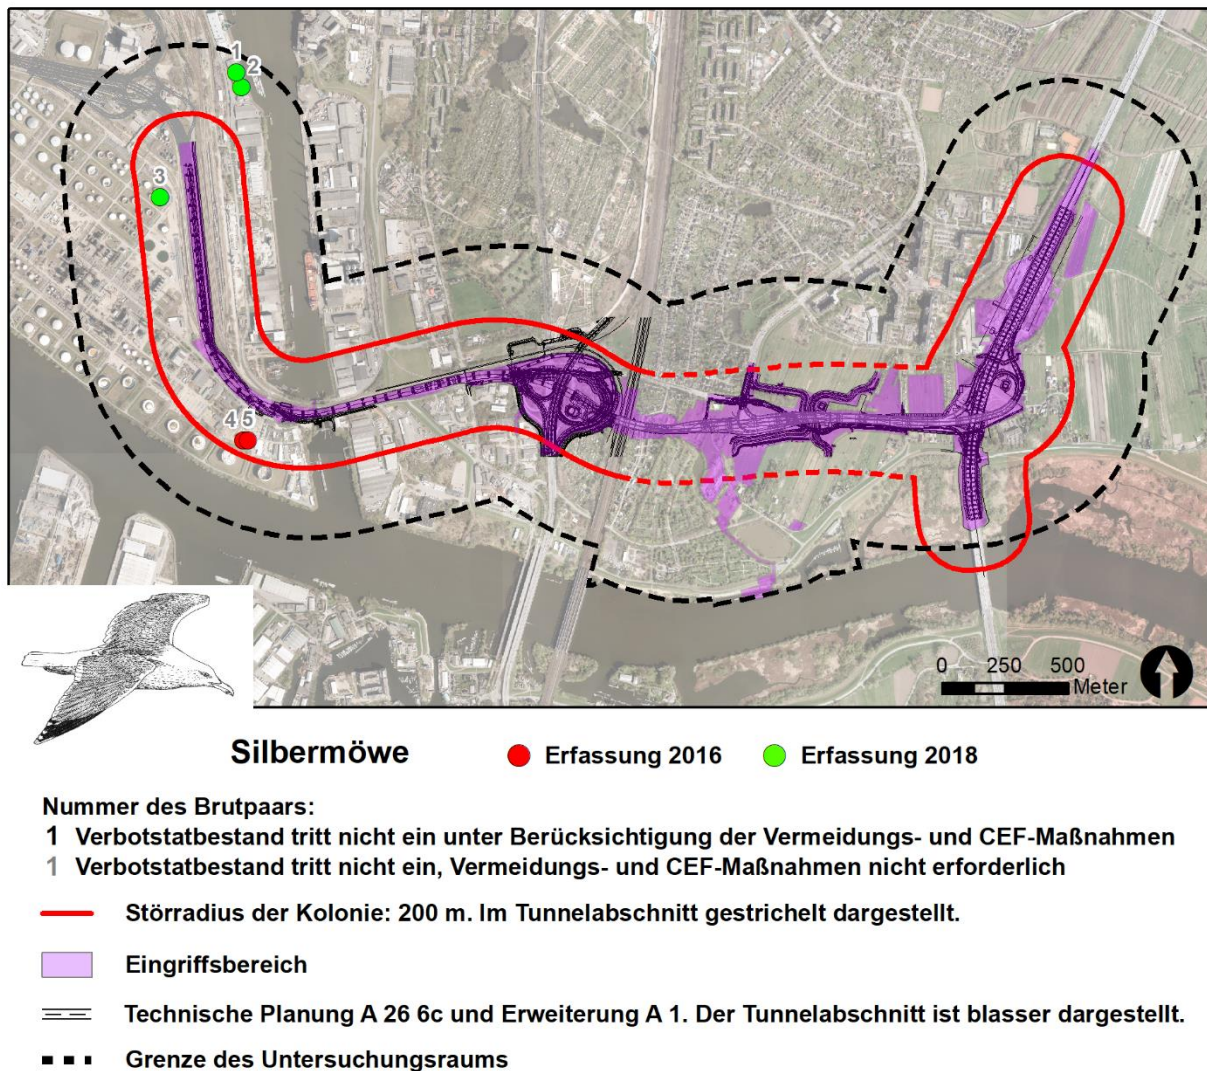 1
2
3
4 5
0 250 500
Meter
Silbermöwe
Erfassung 2016
Erfassung 2018
Nummer des Brutpaars:
1 Verbotstatbestand tritt nicht ein unter Berücksichtigung der Vermeidungs- und CEF-Maßnahmen
1 Verbotstatbestand tritt nicht ein, Vermeidungs- und CEF-Maßnahmen nicht erforderlich
Störradius der Kolonie: 200 m. Im Tunnelabschnitt gestrichelt dargestellt.
Eingriffsbereich
Technische Planung A 26 6c und Erweiterung A 1. Der Tunnelabschnitt ist blasser dargestellt.
Grenze des Untersuchungsraums